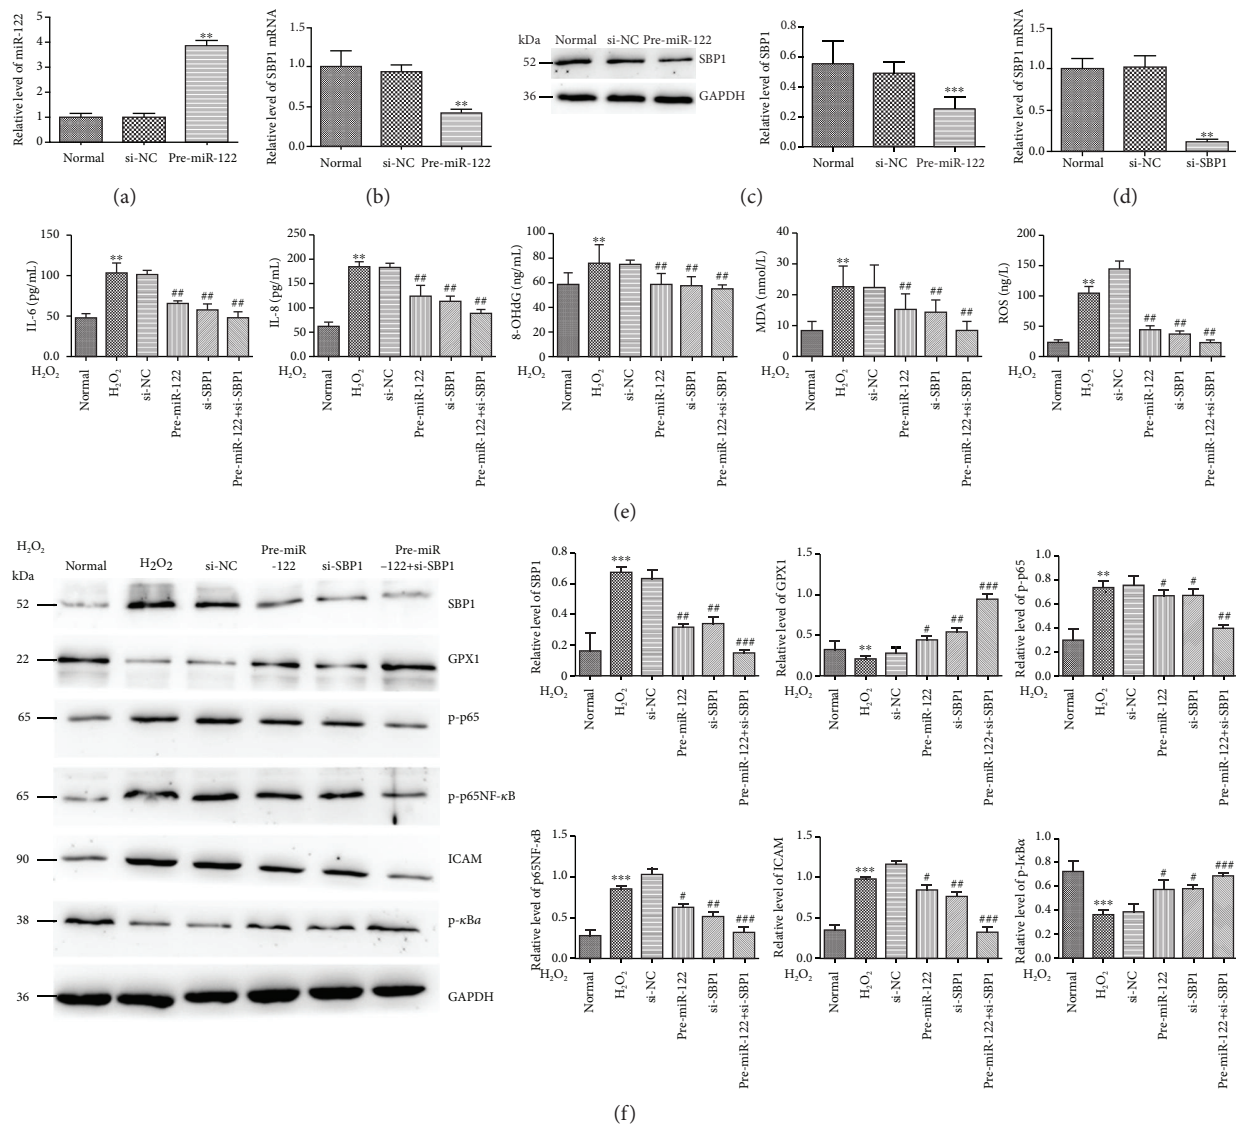 Relative level of miR-122
5
4
3
2
1
0
**
Normal
si-NC
Pre-miR-122
(a)
Relative level of SBP1 mRNA
1.5
1.0
0.5
0.0
**
Normal
si-NC
Pre-miR-122
(b)
kDa
Normal si-NC Pre-miR-122
52
SBP1
36
GAPDH
Relative level of SBP1
0.8
0.6
0.4
0.2
0.0
***
Normal
si-NC
Pre-miR-122
(c)
Relative level of SBP1 mRNA
1.5
1.0
0.5
0.0
**
Normal
si-NC
si-SBP1
(d)
IL-6 (pg/mL)
150
100
50
0.0
**
##
##
##
H₂O₂
Normal
H₂O₂
si-NC
Pre-miR-122
si-SBP1
Pre-miR-122+si-SBP1
IL-8 (pg/mL)
250
200
150
100
50
0.0
**
##
##
##
H₂O₂
Normal
H₂O₂
si-NC
Pre-miR-122
si-SBP1
Pre-miR-122+si-SBP1
8-OHdG (ng/mL)
100
80
60
40
20
0.0
**
##
##
##
H₂O₂
Normal
H₂O₂
si-NC
Pre-miR-122
si-SBP1
Pre-miR-122+si-SBP1
MDA (nmol/L)
40
30
20
10
0.0
**
##
##
##
H₂O₂
Normal
H₂O₂
si-NC
Pre-miR-122
si-SBP1
Pre-miR-122+si-SBP1
ROS (ng/L)
200
150
100
50
0.0
**
##
##
##
H₂O₂
Normal
H₂O₂
si-NC
Pre-miR-122
si-SBP1
Pre-miR-122+si-SBP1
(e)
H₂O₂
kDa
Normal
H₂O₂
si-NC
Pre-miR
-122
si-SBP1
Pre-miR
-122+si-SBP1
52
SBP1
22
GPX1
65
p-p65
65
p-p65NF-κB
90
ICAM
38
p-κBa
36
GAPDH
Relative level of SBP1
0.8
0.6
0.4
0.2
0
***
##
##
###
H₂O₂
Normal
H₂O₂
si-NC
Pre-miR-122
si-SBP1
Pre-miR-122+si-SBP1
Relative level of GPX1
1.5
1.0
0.5
0.0
**
#
##
###
H₂O₂
Normal
H₂O₂
si-NC
Pre-miR-122
si-SBP1
Pre-miR-122+si-SBP1
Relative level of p-p65
1.0
0.8
0.6
0.4
0.2
0.0
**
#
#
##
H₂O₂
Normal
H₂O₂
si-NC
Pre-miR-122
si-SBP1
Pre-miR-122+si-SBP1
Relative level of p65NF-κB
1.5
1.0
0.5
0.0
***
#
##
###
H₂O₂
Normal
H₂O₂
si-NC
Pre-miR-122
si-SBP1
Pre-miR-122+si-SBP1
Relative level of ICAM
1.5
1.0
0.5
0.0
***
#
##
###
H₂O₂
Normal
H₂O₂
si-NC
Pre-miR-122
si-SBP1
Pre-miR-122+si-SBP1
Relative level of p-IκBα
1.0
0.8
0.6
0.4
0.2
0.0
***
#
#
###
H₂O₂
Normal
H₂O₂
si-NC
Pre-miR-122
si-SBP1
Pre-miR-122+si-SBP1
(f)